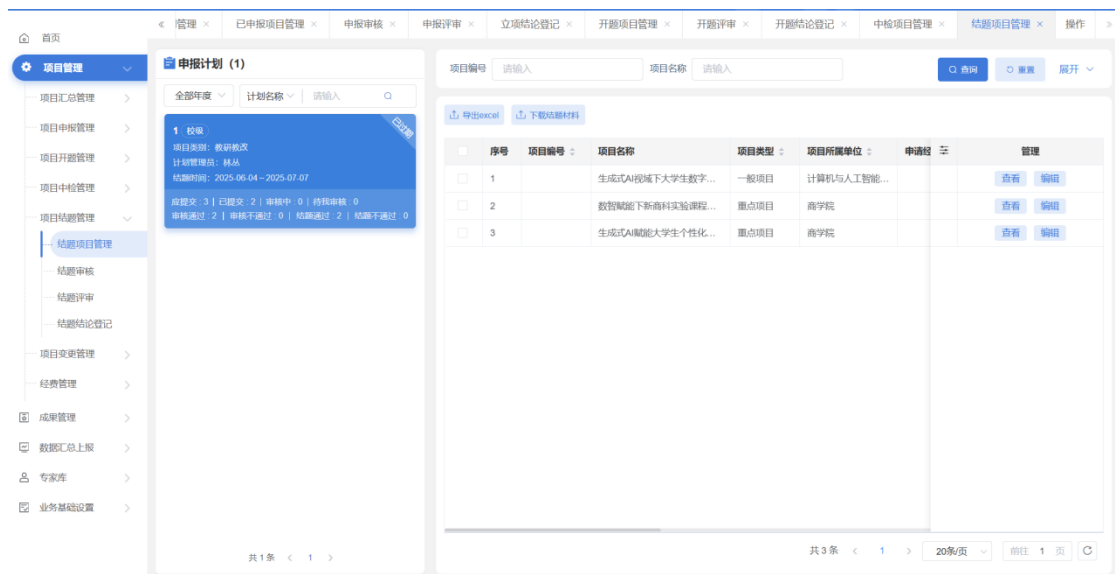 管理 × 已申报项目管理 × 申报审核 × 申报评审 × 立项结论登记 × 开题项目管理 × 开题评审 × 开题结论登记 × 中检项目管理 × 结题项目管理 × 操作
首页
项目管理
项目汇总管理
项目申报管理
项目开题管理
项目中检管理
项目结题管理
结题项目管理
结题审核
结题评审
结题结论登记
项目变更管理
经费管理
成果管理
数据汇总上报
专家库
业务基础设置
申报计划 (1)
全部年度 计划名称 请输入
1 校级 已过期
项目类别：教研教改
计划管理员：林丛
结题时间：2025-06-04 ~ 2025-07-07
应提交：3 | 已提交：2 | 审核中：0 | 待我审核：0
审核通过：2 | 审核不通过：0 | 结题通过：2 | 结题不通过：0
共 1 条 < 1 >
项目编号 请输入 项目名称 请输入 查询 重置 展开
导出excel 下载结题材料
序号 项目编号 项目名称 项目类型 项目所属单位 申请经 管理
1 生成式AI视域下大学生数字... 一般项目 计算机与人工智能... 查看 编辑
2 数智赋能下新商科实验课程... 重点项目 商学院 查看 编辑
3 生成式AI赋能大学生个性化... 重点项目 商学院 查看 编辑
共 3 条 < 1 > 20条/页 前往 1 页